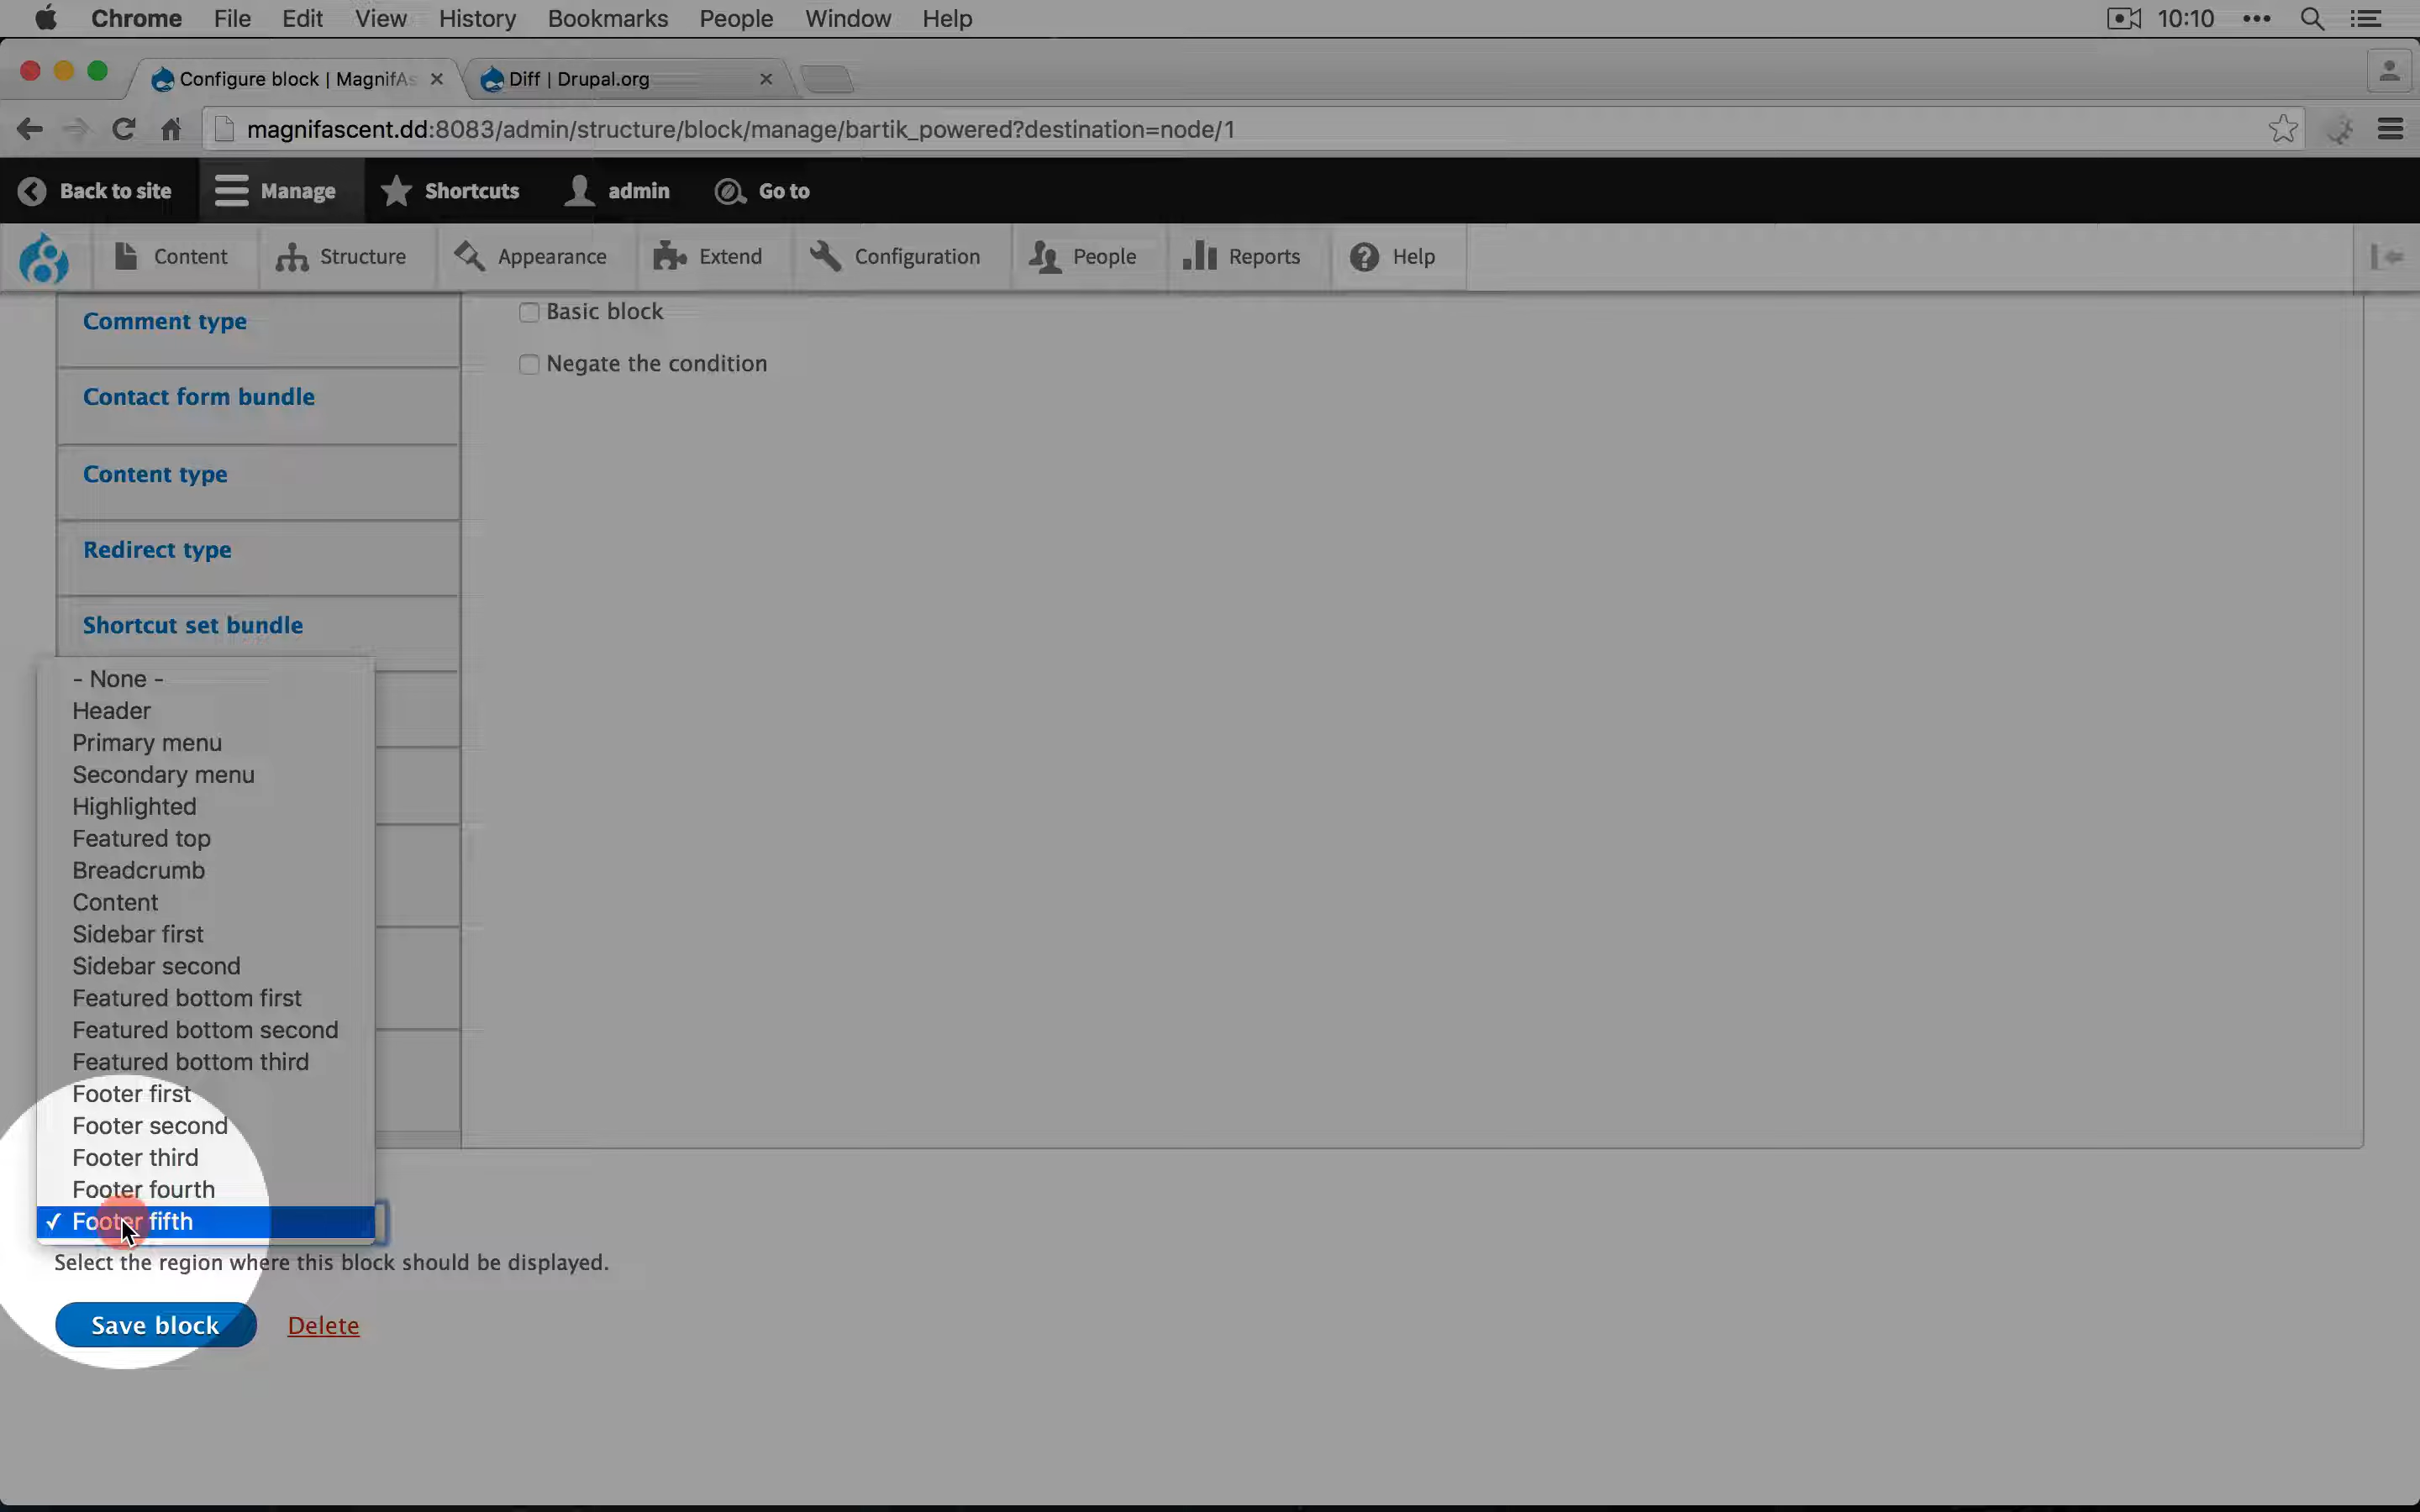 Chrome File Edit View History Bookmarks People Window Help 10:10
Configure block | MagnifAs Diff | Drupal.org
magnifascent.dd:8083/admin/structure/block/manage/bartik_powered?destination=node/1
Back to site Manage Shortcuts admin Go to
Content Structure Appearance Extend Configuration People Reports Help
Comment type
Basic block
Negate the condition
Contact form bundle
Content type
Redirect type
Shortcut set bundle
- None -
Header
Primary menu
Secondary menu
Highlighted
Featured top
Breadcrumb
Content
Sidebar first
Sidebar second
Featured bottom first
Featured bottom second
Featured bottom third
Footer first
Footer second
Footer third
Footer fourth
✓ Footer fifth
Select the region where this block should be displayed.
Save block Delete